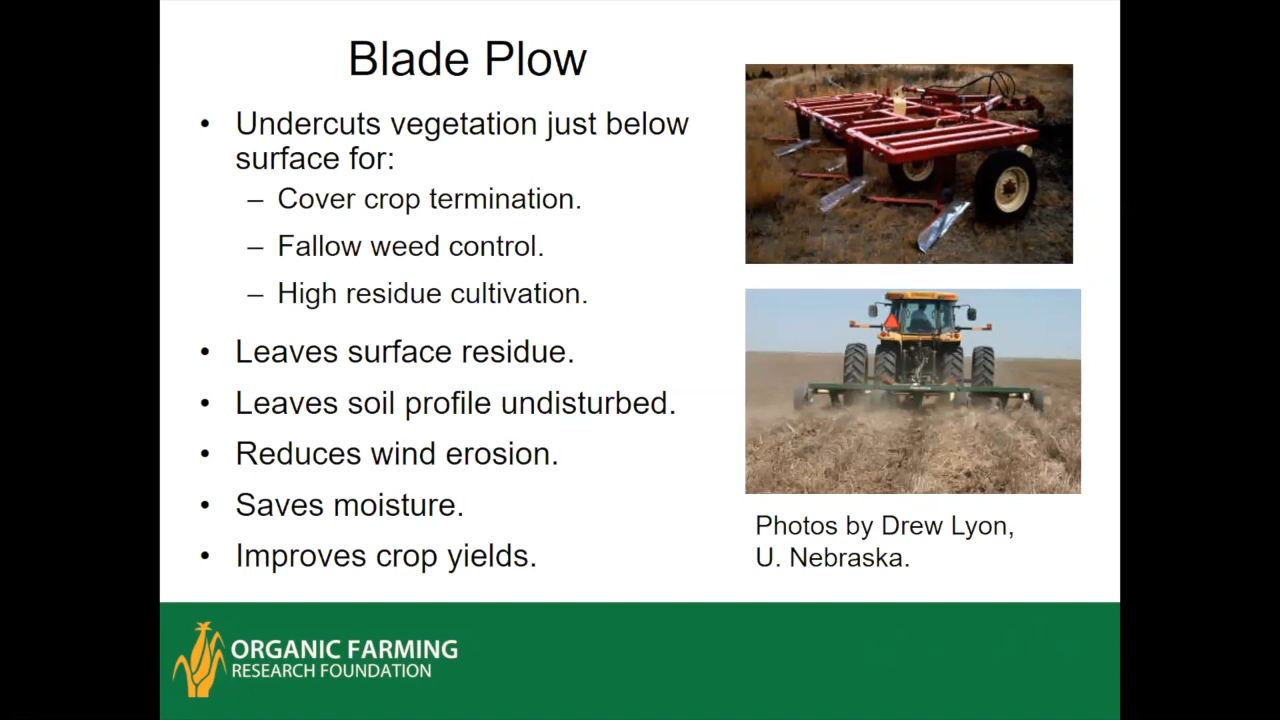 Blade Plow
• Undercuts vegetation just below
surface for:
– Cover crop termination.
– Fallow weed control.
– High residue cultivation.
• Leaves surface residue.
• Leaves soil profile undisturbed.
• Reduces wind erosion.
• Saves moisture.
• Improves crop yields.
Photos by Drew Lyon,
U. Nebraska.
ORGANIC FARMING
RESEARCH FOUNDATION